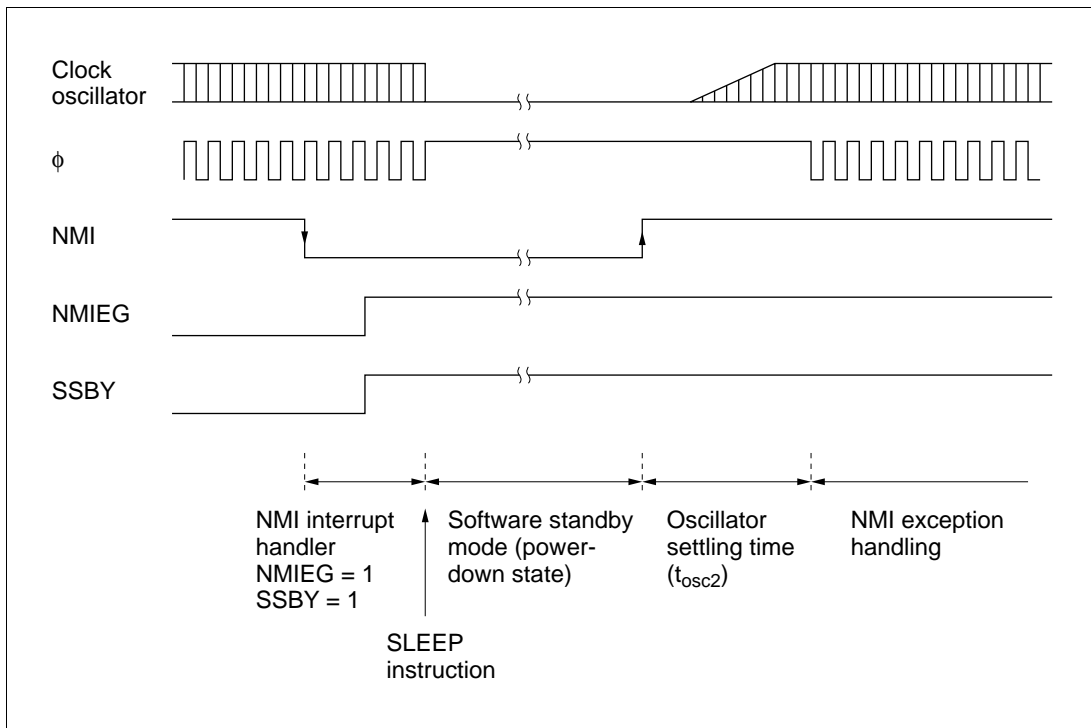 Clock
oscillator
ϕ
NMI
NMIEG
SSBY
NMI interrupt
handler
NMIEG = 1
SSBY = 1
Software standby
mode (power-
down state)
Oscillator
settling time
(tosc2)
NMI exception
handling
SLEEP
instruction